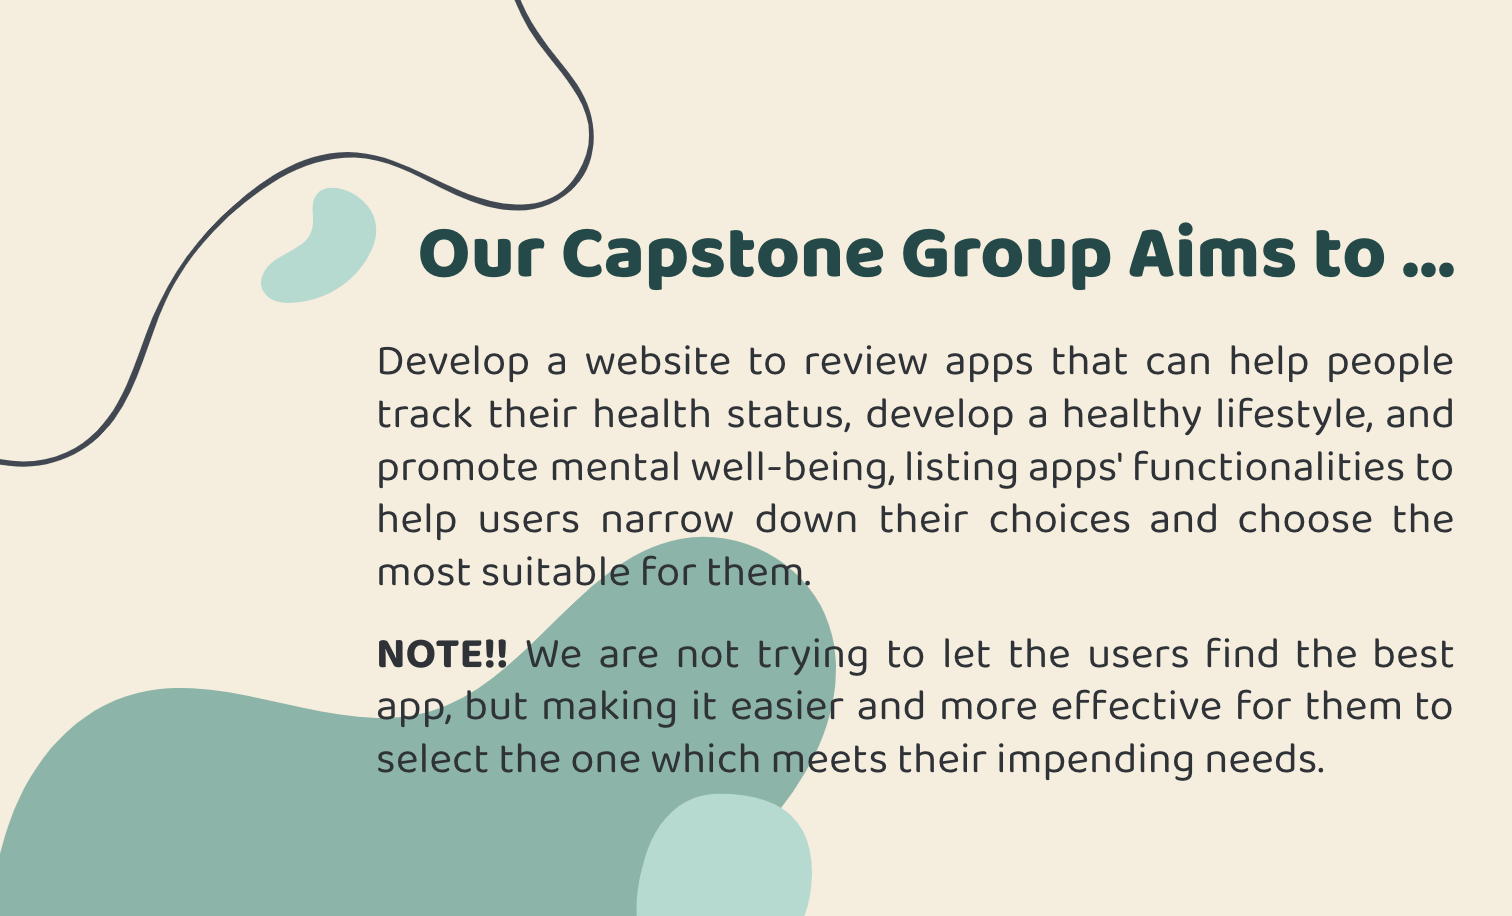 Our Capstone Group Aims to ...
Develop a website to review apps that can help people
track their health status, develop a healthy lifestyle, and
promote mental well-being, listing apps' functionalities to
help users narrow down their choices and choose the
most suitable for them.
NOTE!! We are not trying to let the users find the best
app, but making it easier and more effective for them to
select the one which meets their impending needs.